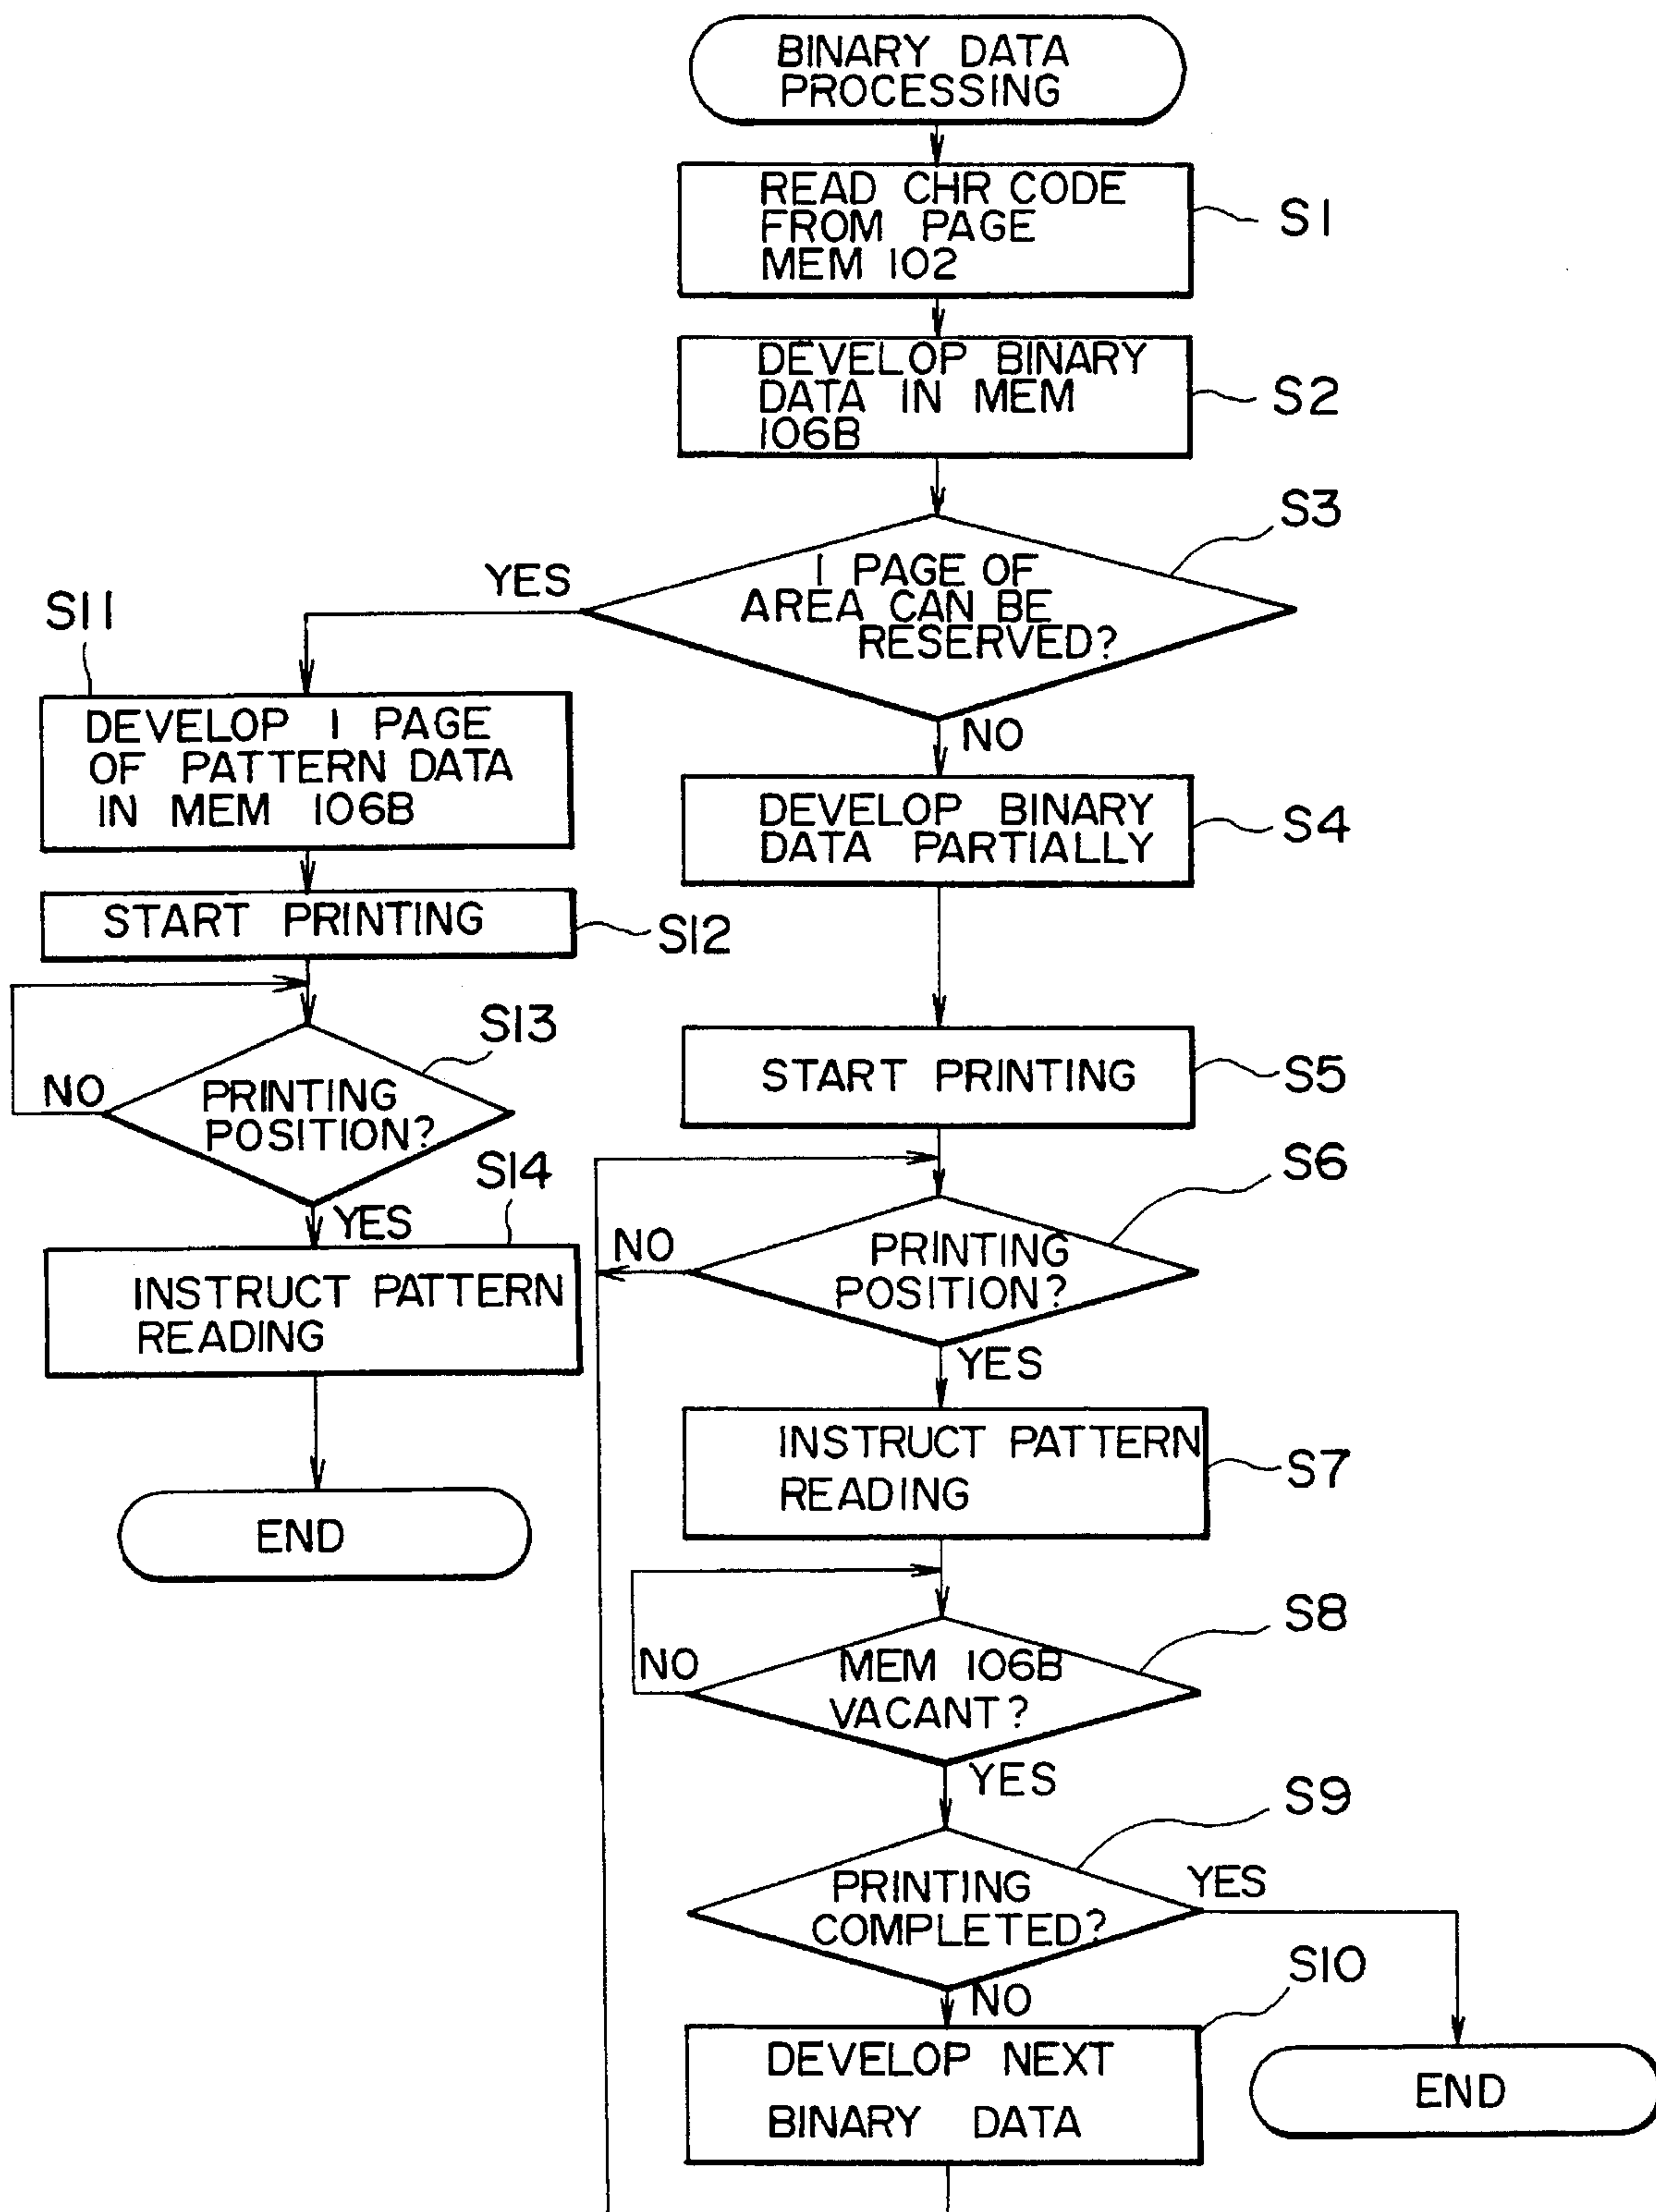 BINARY DATA
PROCESSING
READ CHR CODE
FROM PAGE
MEM 102
S1
DEVELOP BINARY
DATA IN MEM
106B
S2
S3
1 PAGE OF
AREA CAN BE
RESERVED?
YES
NO
S11
DEVELOP 1 PAGE
OF PATTERN DATA
IN MEM 106B
START PRINTING
S12
S13
PRINTING
POSITION?
NO
YES
S14
INSTRUCT PATTERN
READING
END
DEVELOP BINARY
DATA PARTIALLY
S4
START PRINTING
S5
S6
PRINTING
POSITION?
NO
YES
INSTRUCT PATTERN
READING
S7
S8
MEM 106B
VACANT?
NO
YES
S9
PRINTING
COMPLETED?
YES
NO
S10
DEVELOP NEXT
BINARY DATA
END